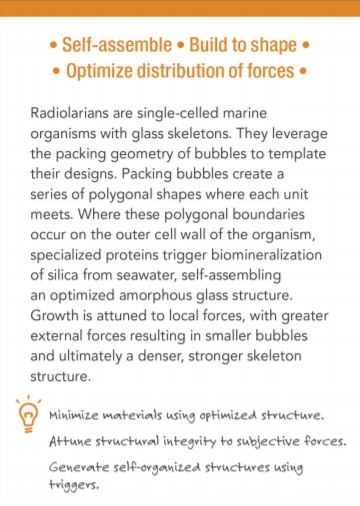 • Self-assemble • Build to shape •
• Optimize distribution of forces •
Radiolarians are single-celled marine
organisms with glass skeletons. They leverage
the packing geometry of bubbles to template
their designs. Packing bubbles create a
series of polygonal shapes where each unit
meets. Where these polygonal boundaries
occur on the outer cell wall of the organism,
specialized proteins trigger biomineralization
of silica from seawater, self-assembling
an optimized amorphous glass structure.
Growth is attuned to local forces, with greater
external forces resulting in smaller bubbles
and ultimately a denser, stronger skeleton
structure.
Minimize materials using optimized structure.
Attune structural integrity to subjective forces.
Generate self-organized structures using
triggers.